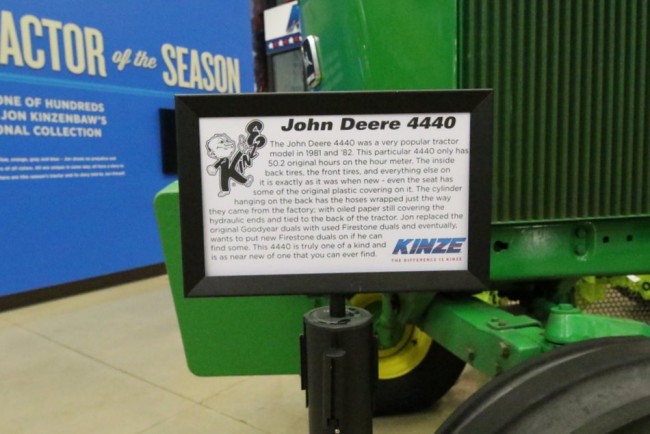 ACTOR of the SEASON
ONE OF HUNDREDS
JON KINZENBAW'S
ONAL COLLECTION
John Deere 4440
The John Deere 4440 was a very popular tractor
model in 1981 and '82. This particular 4440 only has
50.2 original hours on the hour meter. The inside
back tires, the front tires, and everything else on
it is exactly as it was when new - even the seat has
some of the original plastic covering on it. The cylinder
hanging on the back has the hoses wrapped just the way
they came from the factory; with oiled paper still covering the
hydraulic ends and tied to the back of the tractor. Jon replaced the
original Goodyear duals with used Firestone duals and eventually,
wants to put new Firestone duals on if he can
find some. This 4440 is truly one of a kind and
is as near new of one that you can ever find.
KINZE
KINZE
THE DIFFERENCE IS KINZE